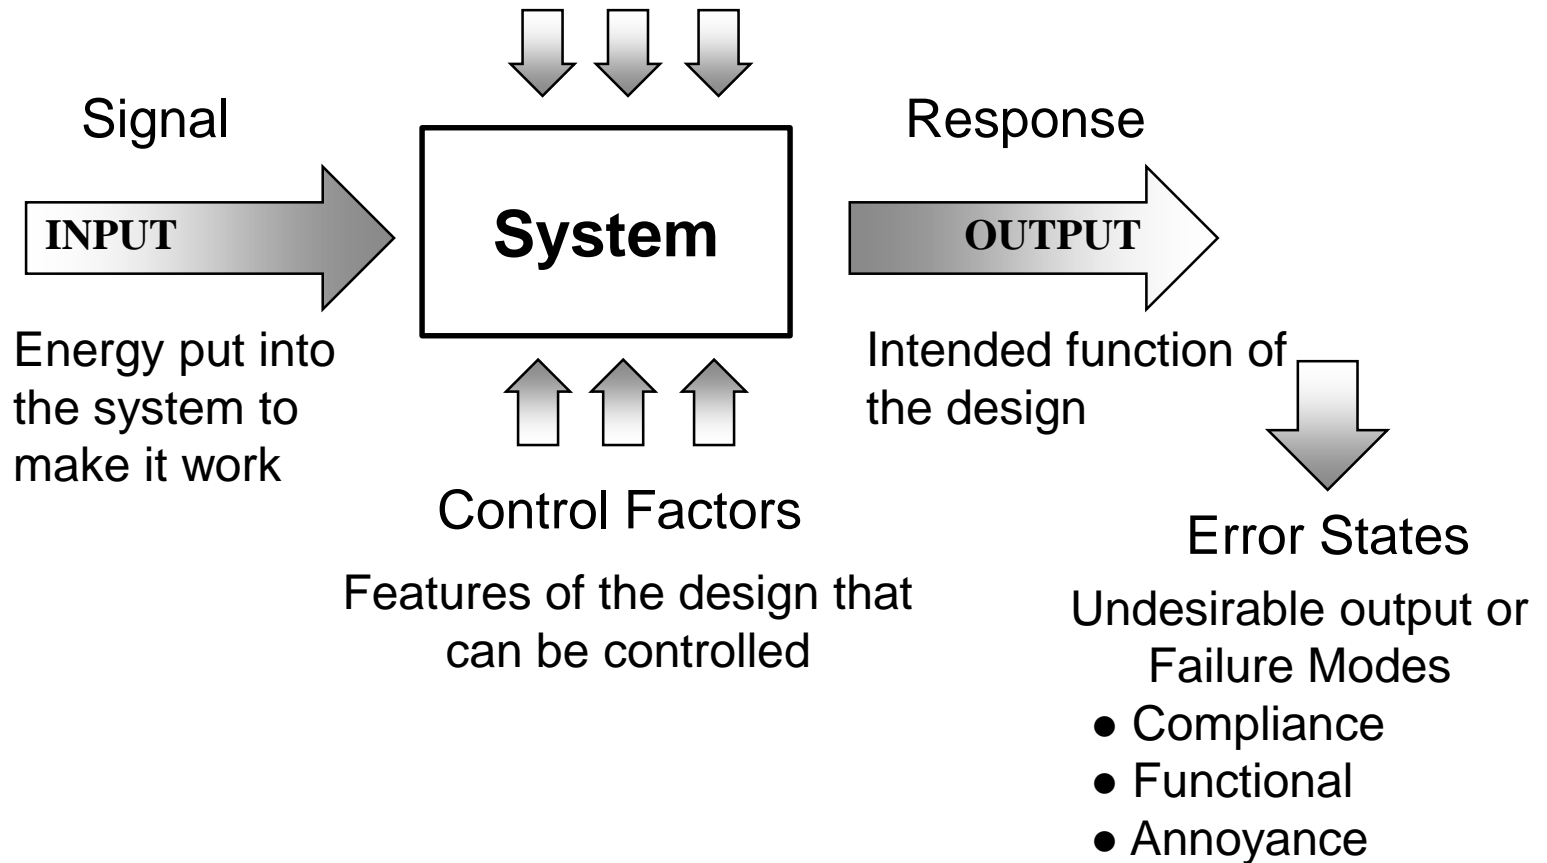 Signal
INPUT
Energy put into
the system to
make it work
System
Control Factors
Features of the design that
can be controlled
Response
OUTPUT
Intended function of
the design
Error States
Undesirable output or
Failure Modes
● Compliance
● Functional
● Annoyance